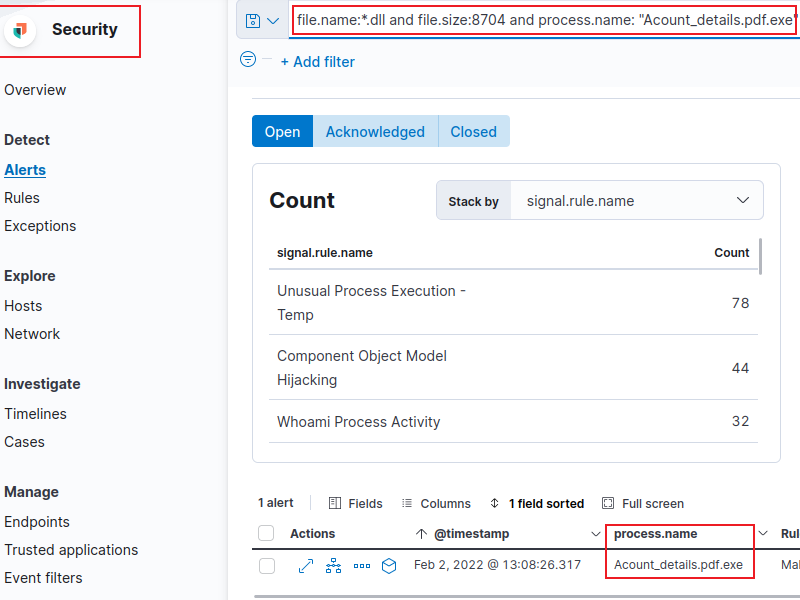 Security
file.name:*.dll and file.size:8704 and process.name: "Acount_details.pdf.exe"
+ Add filter
Overview
Detect
Alerts
Rules
Exceptions
Explore
Hosts
Network
Investigate
Timelines
Cases
Manage
Endpoints
Trusted applications
Event filters
Open Acknowledged Closed
Count
Stack by signal.rule.name
signal.rule.name Count
Unusual Process Execution -
Temp
78
Component Object Model
Hijacking
44
Whoami Process Activity 32
1 alert Fields Columns 1 field sorted Full screen
Actions @timestamp process.name Rul
Feb 2, 2022 @ 13:08:26.317 Acount_details.pdf.exe Mal